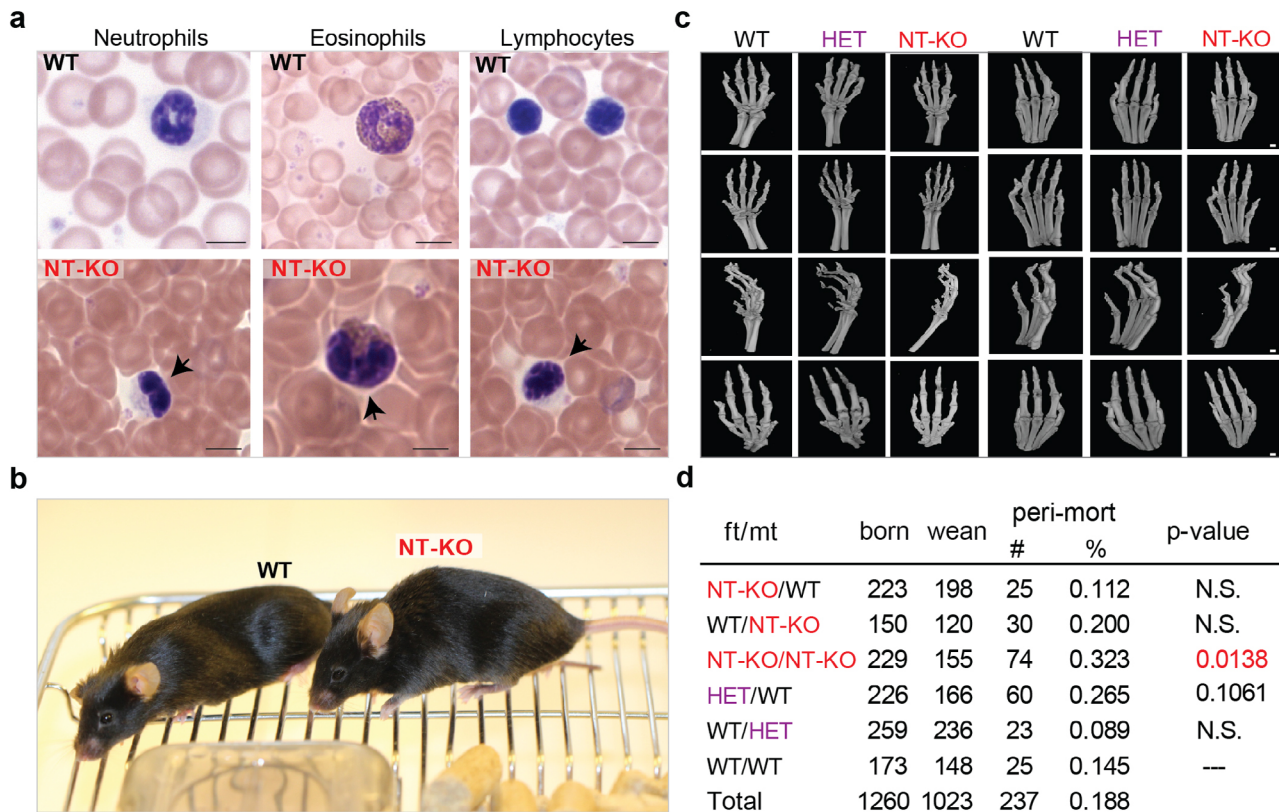 a
Neutrophils Eosinophils Lymphocytes
WT WT WT
NT-KO NT-KO NT-KO
b
WT
NT-KO
c
WT HET NT-KO WT HET NT-KO
d
ft/mt born wean peri-mort p-value
# %
NT-KO/WT 223 198 25 0.112 N.S.
WT/NT-KO 150 120 30 0.200 N.S.
NT-KO/NT-KO 229 155 74 0.323 0.0138
HET/WT 226 166 60 0.265 0.1061
WT/HET 259 236 23 0.089 N.S.
WT/WT 173 148 25 0.145 ---
Total 1260 1023 237 0.188